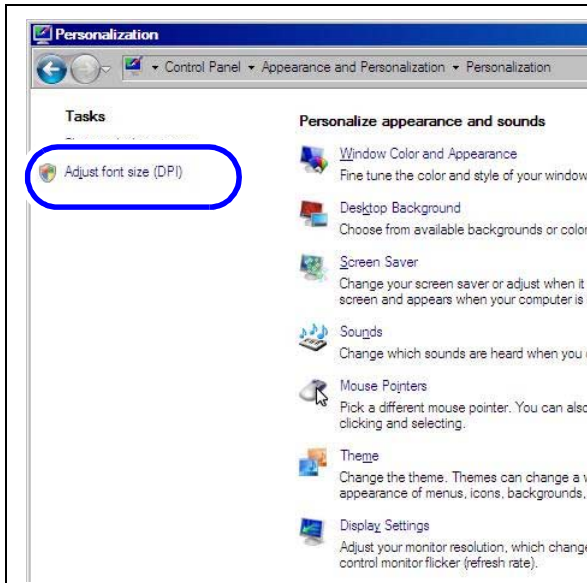 Personalization
Control Panel Appearance and Personalization Personalization
Tasks
Adjust font size (DPI)
Personalize appearance and sounds
Window Color and Appearance
Fine tune the color and style of your window
Desktop Background
Choose from available backgrounds or color
Screen Saver
Change your screen saver or adjust when it
screen and appears when your computer is
Sounds
Change which sounds are heard when you
Mouse Pointers
Pick a different mouse pointer. You can also
clicking and selecting.
Theme
Change the theme. Themes can change a
appearance of menus, icons, backgrounds,
Display Settings
Adjust your monitor resolution, which change
control monitor flicker (refresh rate).